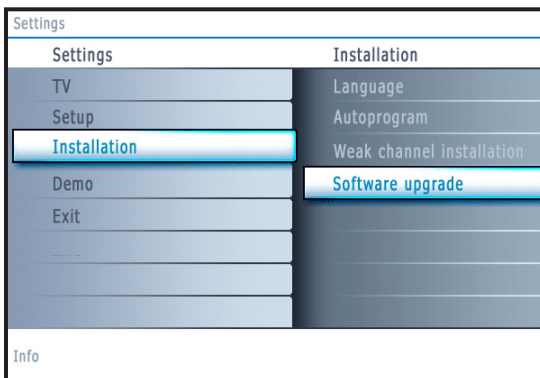 Settings
Settings
Installation
TV
Language
Setup
Autoprogram
Installation
Weak channel installation
Demo
Software upgrade
Exit
Info